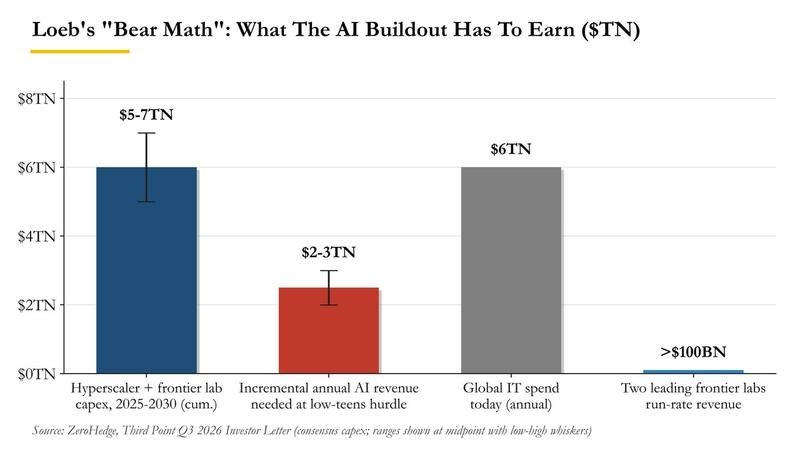 Loeb's "Bear Math": What The AI Buildout Has To Earn ($TN)
$8TN
$5-7TN
$6TN
$6TN
$4TN
$2-3TN
$2TN
>$100BN
$0TN
Hyperscaler + frontier lab
capex, 2025-2030 (cum.)
Incremental annual AI revenue
needed at low-teens hurdle
Global IT spend
today (annual)
Two leading frontier labs
run-rate revenue
Source: ZeroHedge, Third Point Q3 2026 Investor Letter (consensus capex; ranges shown at midpoint with low-high whiskers)